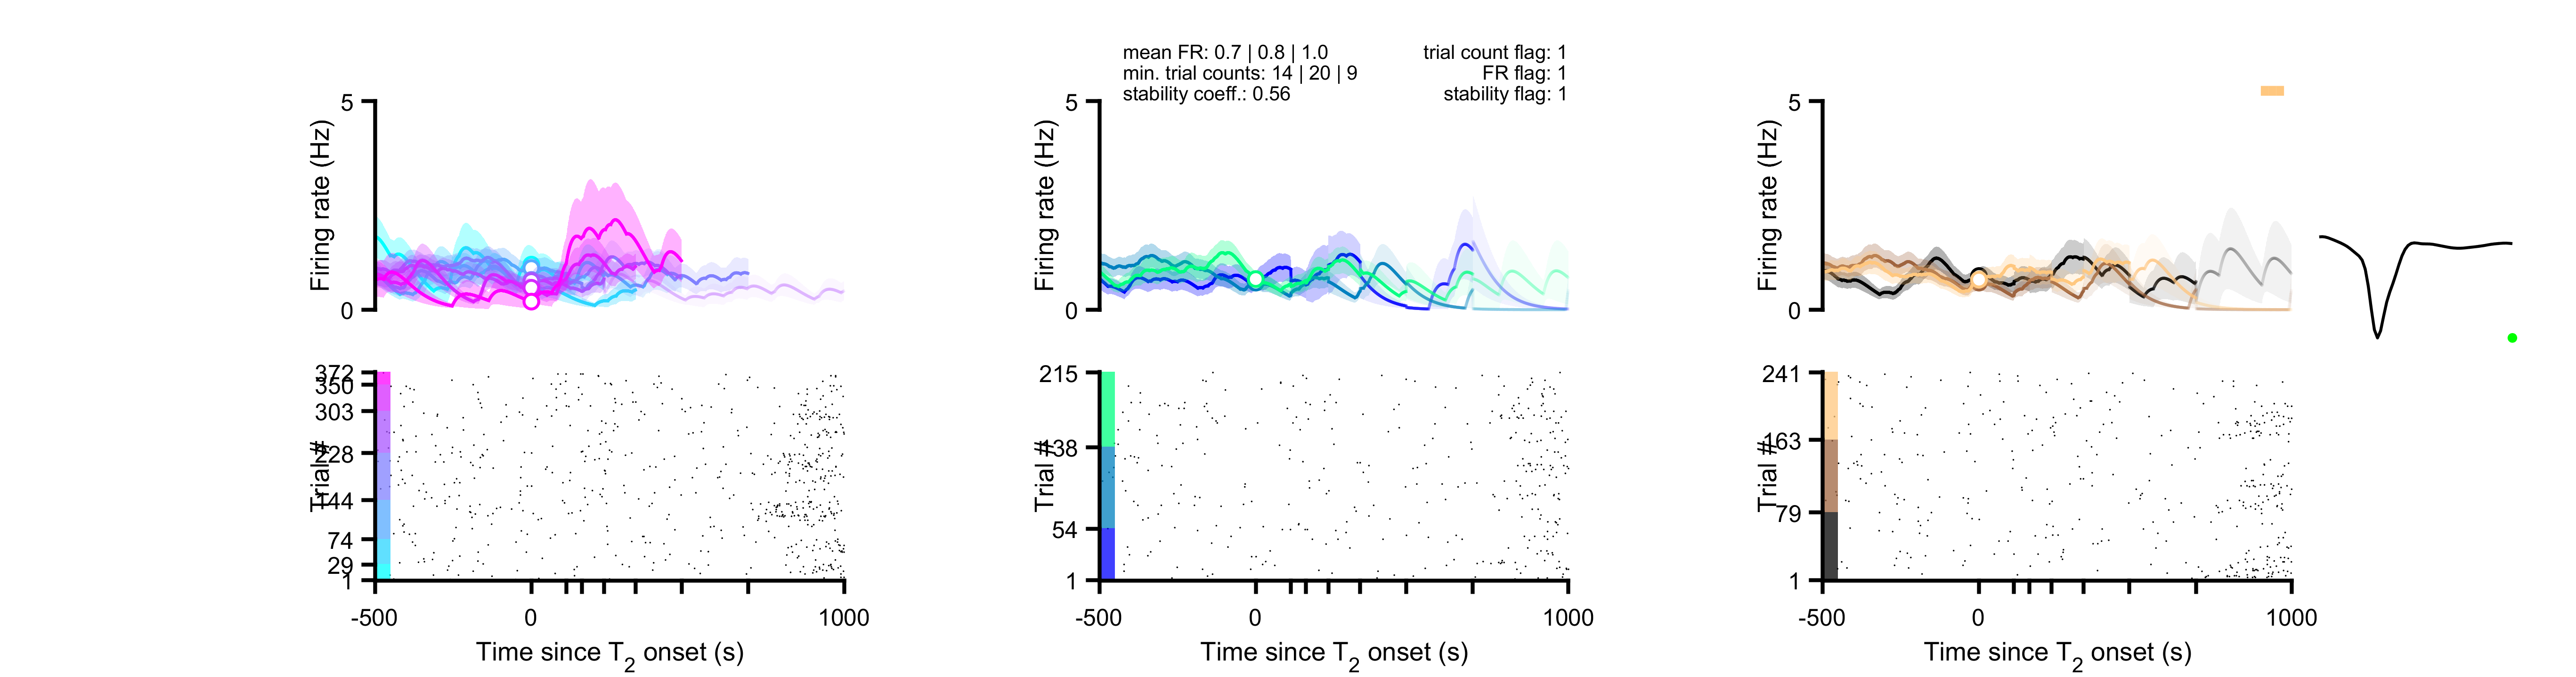 mean FR: 0.7 | 0.8 | 1.0
min. trial counts: 14 | 20 | 9
stability coeff.: 0.56
trial count flag: 1
FR flag: 1
stability flag: 1
5
Firing rate (Hz)
0
5
Firing rate (Hz)
0
5
Firing rate (Hz)
0
372
350
303
228
144
74
29
1
Trial #
-500
0
1000
Time since T2 onset (s)
215
138
54
1
Trial #
-500
0
1000
Time since T2 onset (s)
241
163
79
1
Trial #
-500
0
1000
Time since T2 onset (s)